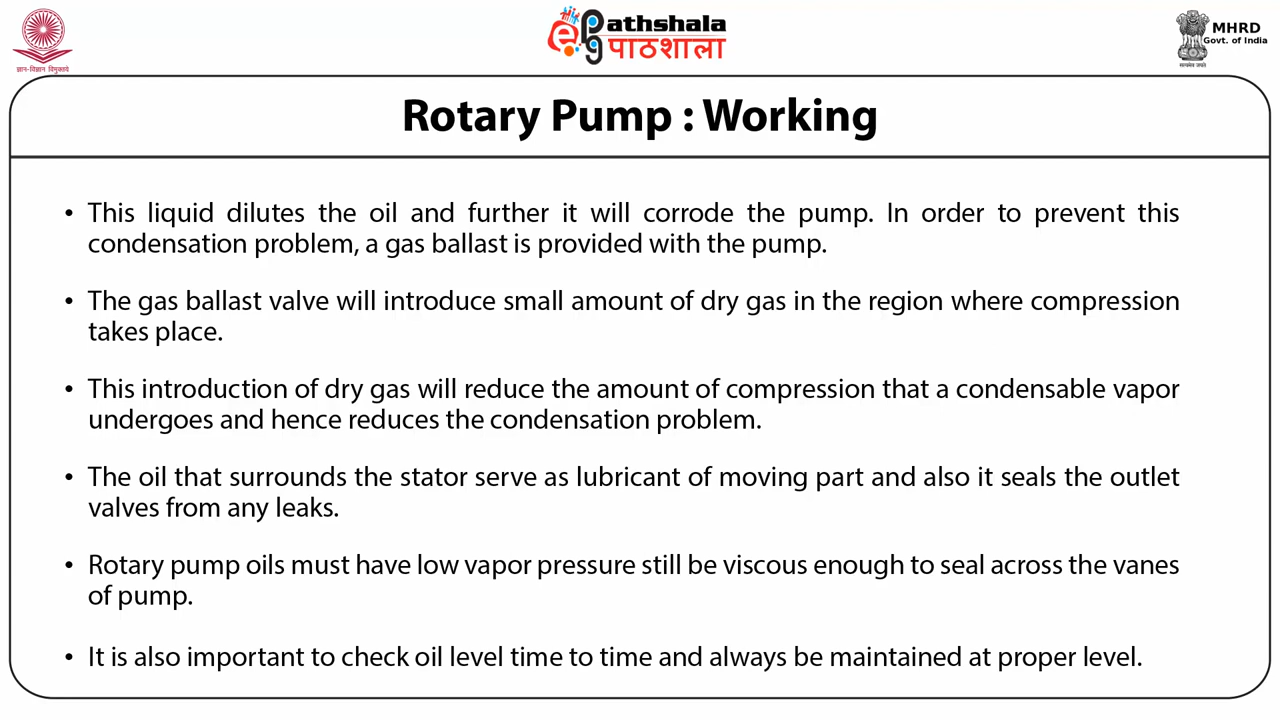 ज्ञान-विज्ञान विमुक्तये
ePathshala
पाठशाला
MHRD
Govt. of India
सत्यमेव जयते
Rotary Pump : Working
• This liquid dilutes the oil and further it will corrode the pump. In order to prevent this
condensation problem, a gas ballast is provided with the pump.
• The gas ballast valve will introduce small amount of dry gas in the region where compression
takes place.
• This introduction of dry gas will reduce the amount of compression that a condensable vapor
undergoes and hence reduces the condensation problem.
• The oil that surrounds the stator serve as lubricant of moving part and also it seals the outlet
valves from any leaks.
• Rotary pump oils must have low vapor pressure still be viscous enough to seal across the vanes
of pump.
• It is also important to check oil level time to time and always be maintained at proper level.